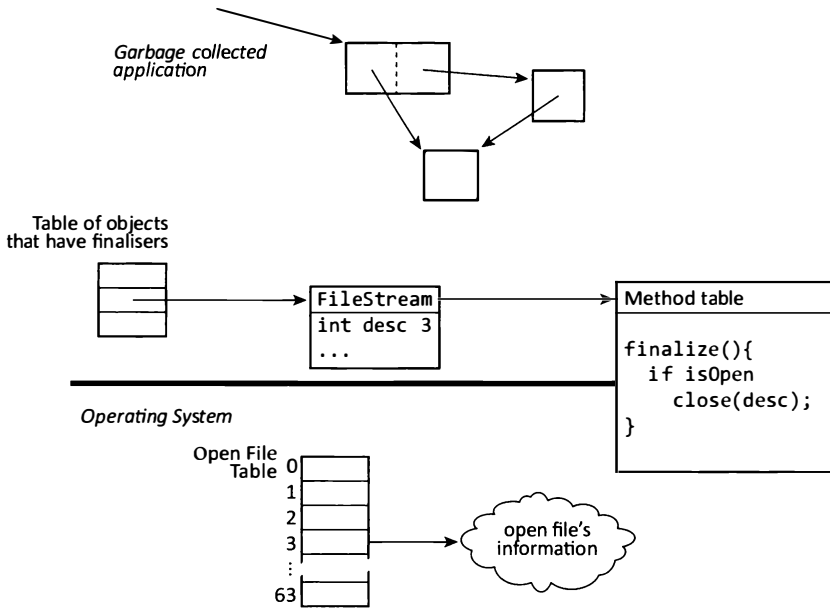 Garbage collected
application
Table of objects
that have finalisers
FileStream
int desc 3
...
Method table
finalize(){
if isOpen
close(desc);
}
Operating System
Open File
Table
0
1
2
3
⋮
63
open file's
information